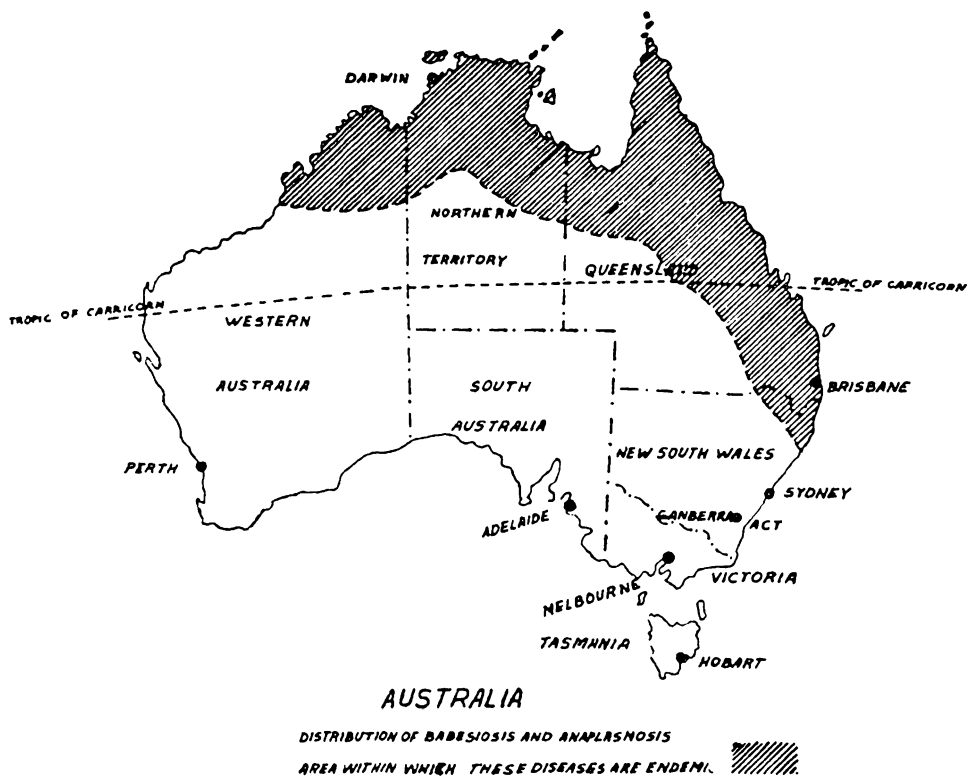 DARWIN
NORTHERN
TERRITORY
QUEENSLAND
TROPIC OF CAPRICORN
TROPIC OF CAPRICORN
WESTERN
AUSTRALIA
SOUTH
AUSTRALIA
BRISBANE
NEW SOUTH WALES
PERTH
SYDNEY
ADELAIDE
CANBERRA
ACT
VICTORIA
MELBOURNE
TASMANIA
HOBART
AUSTRALIA
DISTRIBUTION OF BABESIOSIS AND ANAPLASMOSIS
AREA WITHIN WHICH THESE DISEASES ARE ENDEMI.